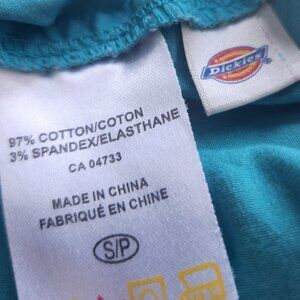 Dickies
97% COTTON/COTON
3% SPANDEX/ELASTHANE
CA 04733
MADE IN CHINA
FABRIQUÉ EN CHINE
S/P